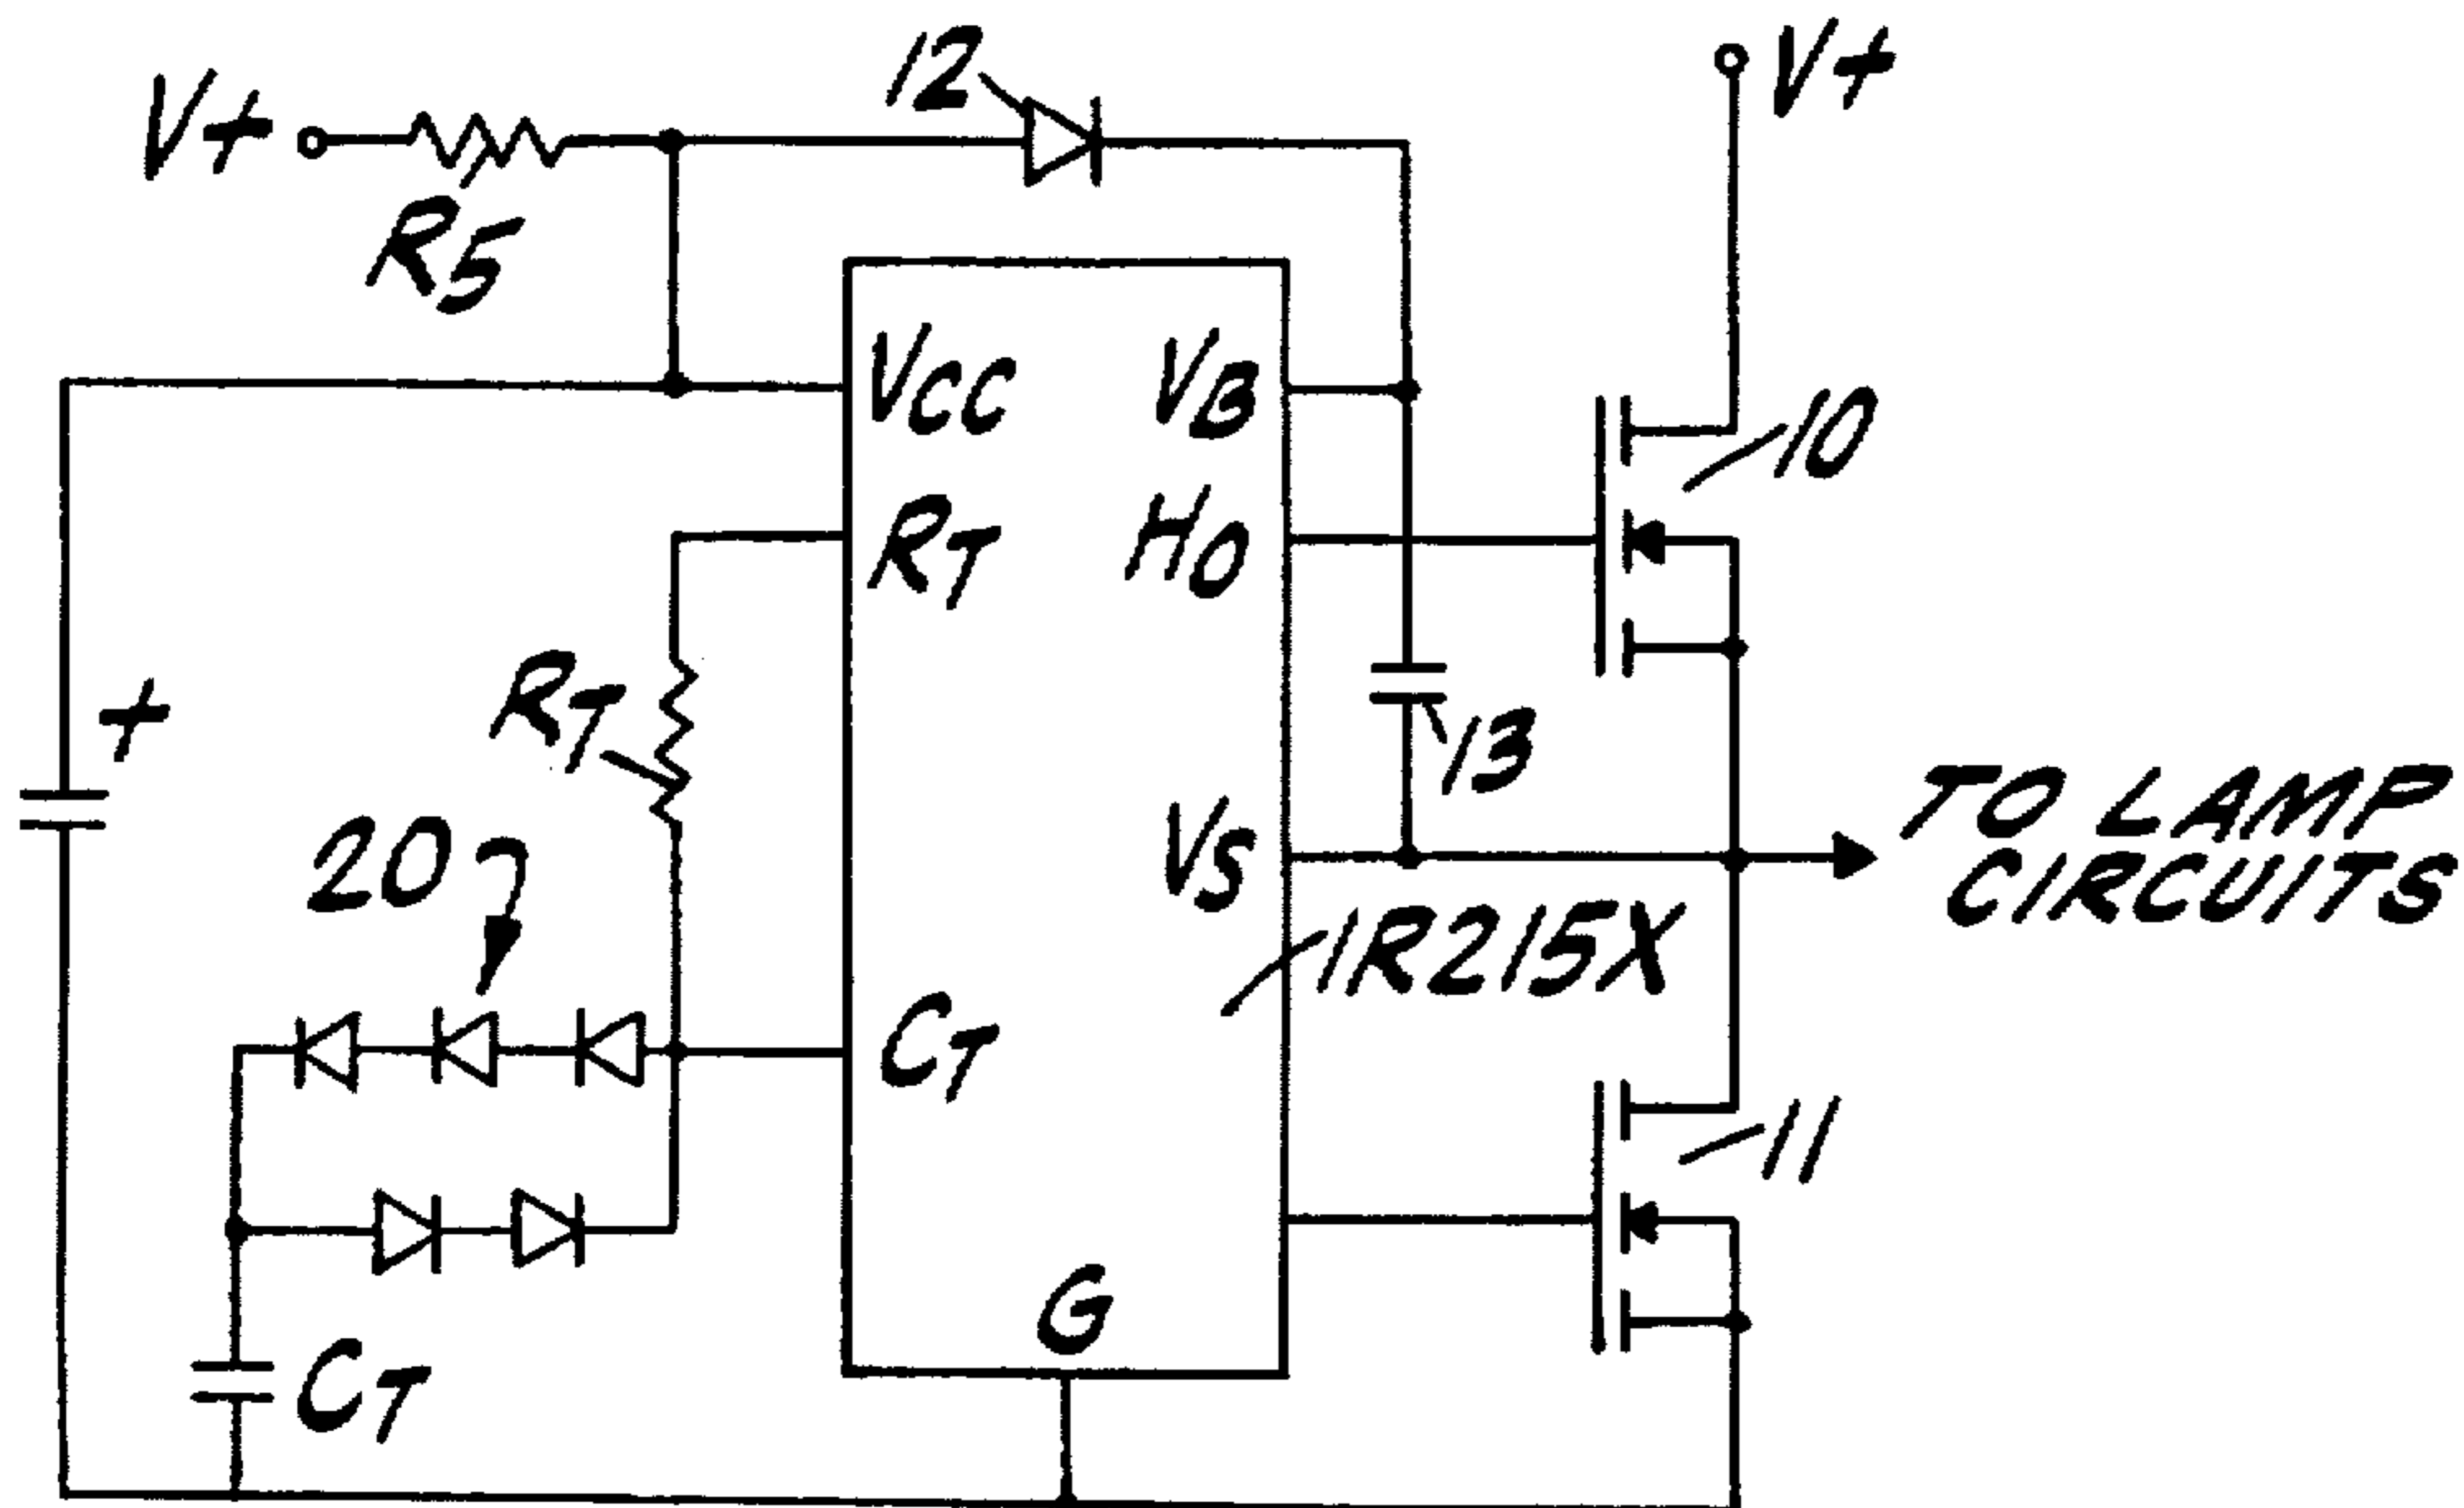 12
V+
V+
R5
VCC
VB
10
RT
HO
RT
+
13
TO LAMP
CIRCUITS
20
VS
IR215X
CT
11
G
CT